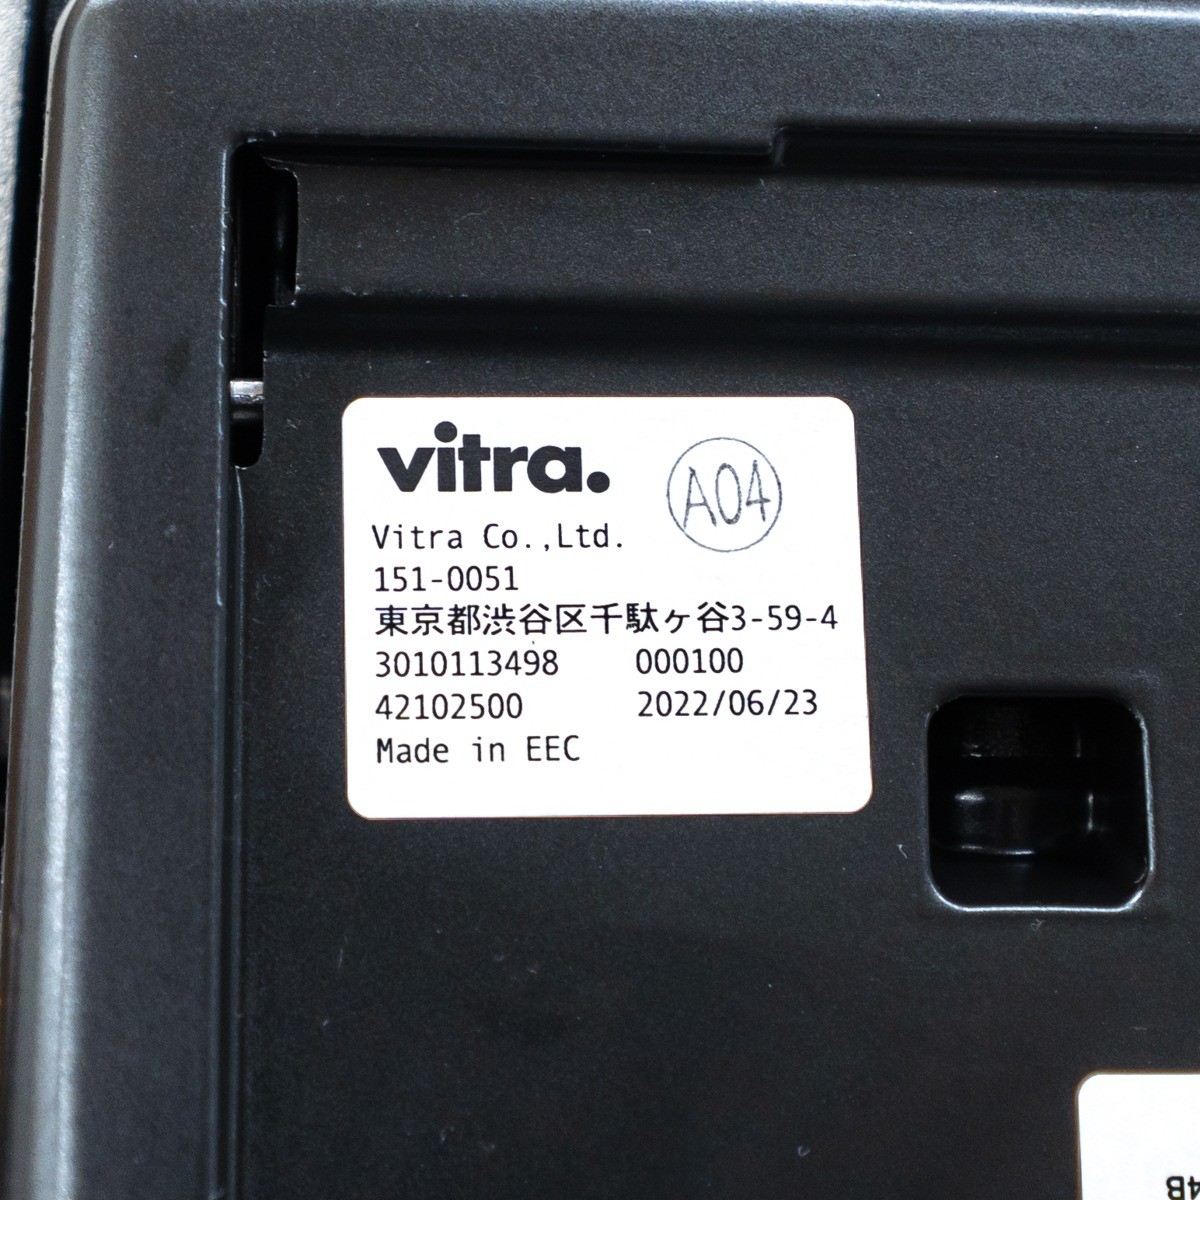 vitra.
A04
Vitra Co.,Ltd.
151-0051
東京都渋谷区千駄ヶ谷3-59-4
3010113498 000100
42102500 2022/06/23
Made in EEC
4B